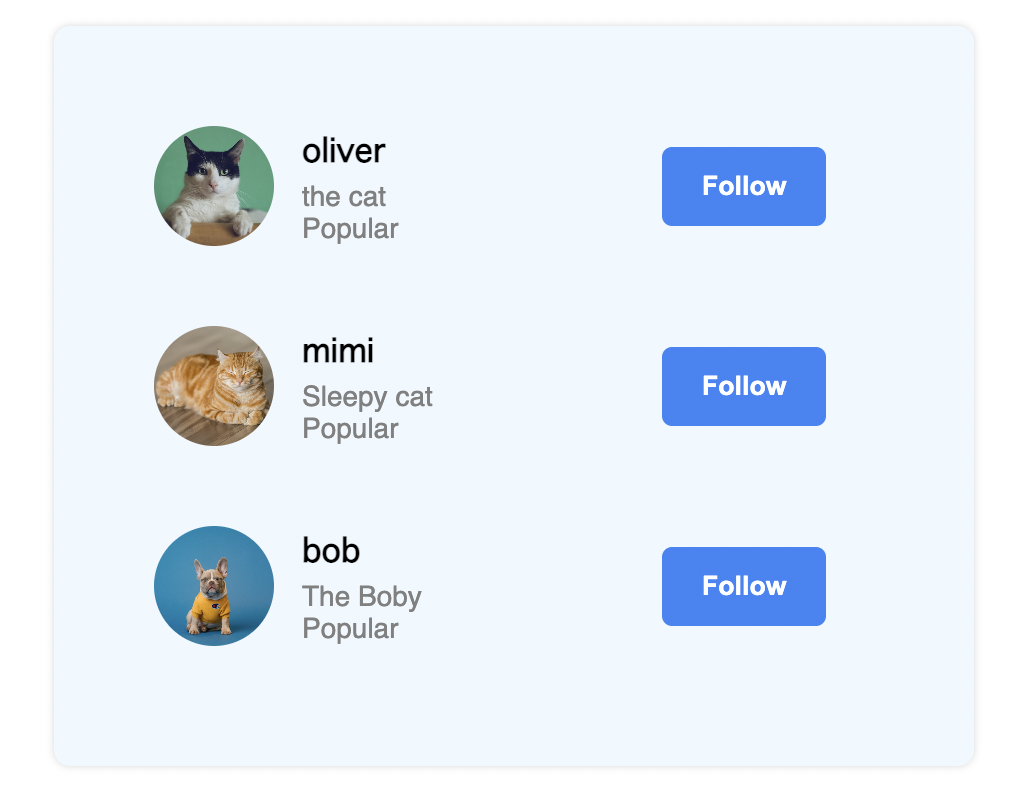 oliver
the cat
Popular
Follow
mimi
Sleepy cat
Popular
Follow
bob
The Boby
Popular
Follow